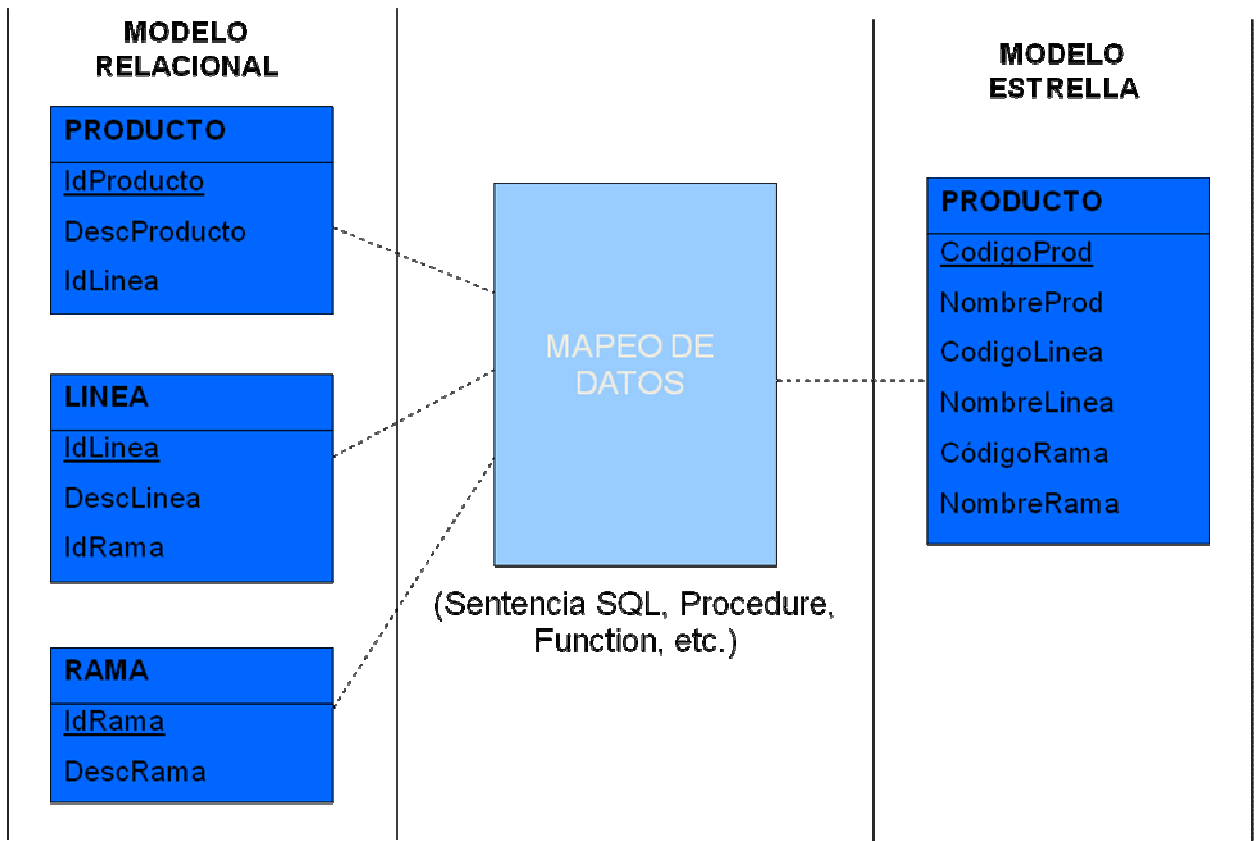 MODELO
RELACIONAL
PRODUCTO
IdProducto
DescProducto
IdLinea
LINEA
IdLinea
DescLinea
IdRama
RAMA
IdRama
DescRama
MAPEO DE
DATOS
(Sentencia SQL, Procedure,
Function, etc.)
MODELO
ESTRELLA
PRODUCTO
CodigoProd
NombreProd
CodigoLinea
NombreLinea
CódigoRama
NombreRama